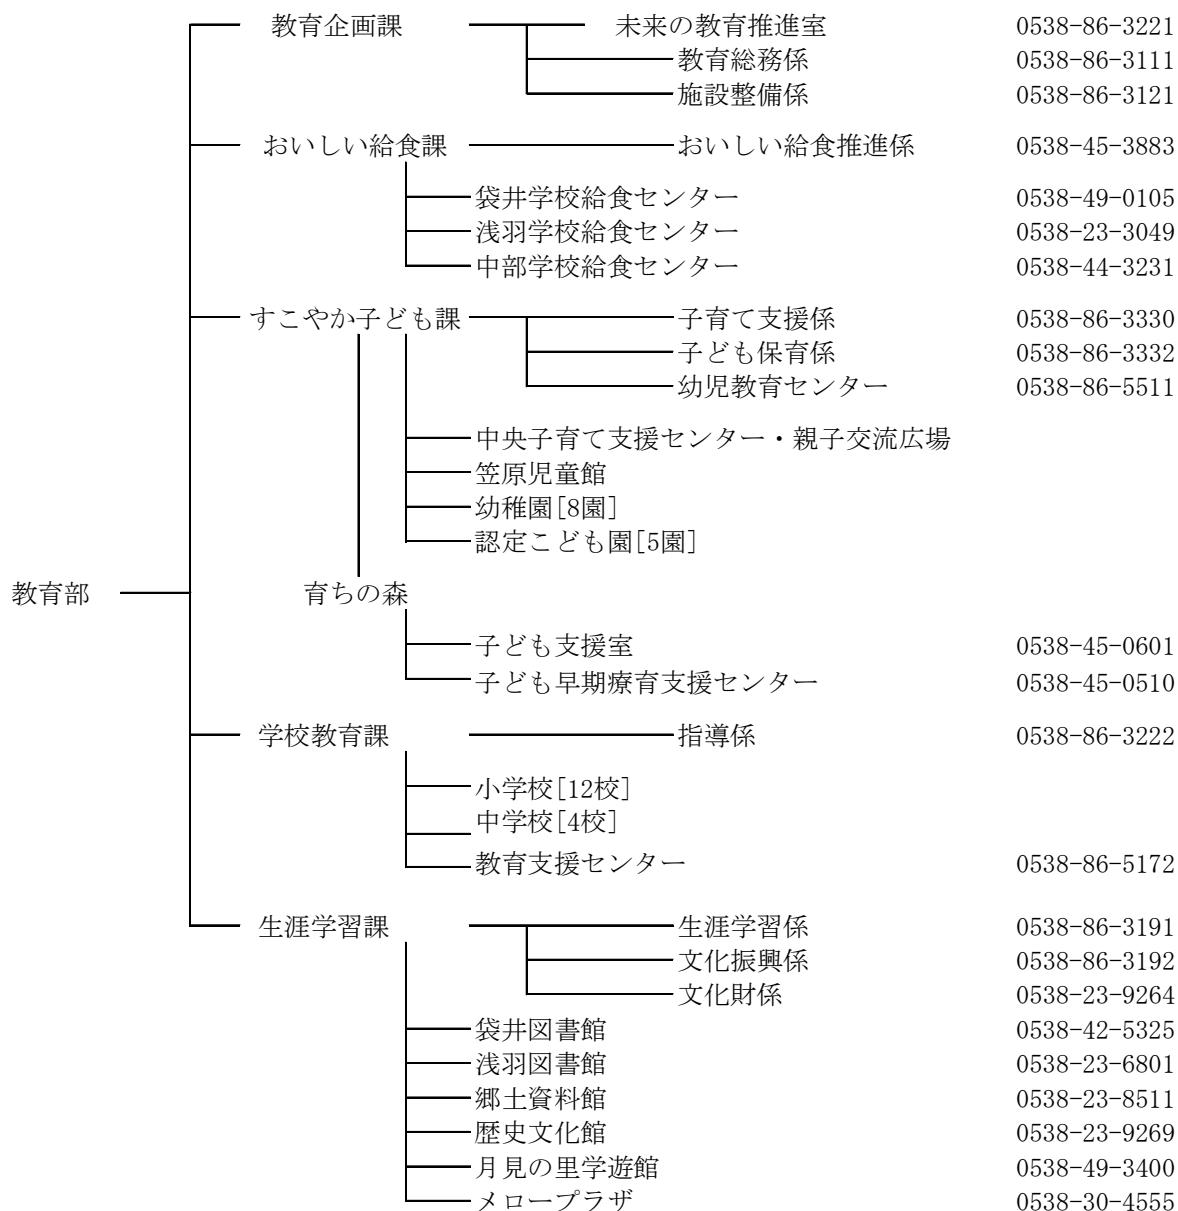 教育企画課 未来の教育推進室 0538-86-3221
教育総務係 0538-86-3111
施設整備係 0538-86-3121
おいしい給食課 おいしい給食推進係 0538-45-3883
袋井学校給食センター 0538-49-0105
浅羽学校給食センター 0538-23-3049
中部学校給食センター 0538-44-3231
すこやか子ども課 子育て支援係 0538-86-3330
子ども保育係 0538-86-3332
幼児教育センター 0538-86-5511
中央子育て支援センター・親子交流広場
笠原児童館
幼稚園[8園]
認定こども園[5園]
教育部 育ちの森
子ども支援室 0538-45-0601
子ども早期療育支援センター 0538-45-0510
学校教育課 指導係 0538-86-3222
小学校[12校]
中学校[4校]
教育支援センター 0538-86-5172
生涯学習課 生涯学習係 0538-86-3191
文化振興係 0538-86-3192
文化財係 0538-23-9264
袋井図書館 0538-42-5325
浅羽図書館 0538-23-6801
郷土資料館 0538-23-8511
歴史文化館 0538-23-9269
月見の里学遊館 0538-49-3400
メロープラザ 0538-30-4555